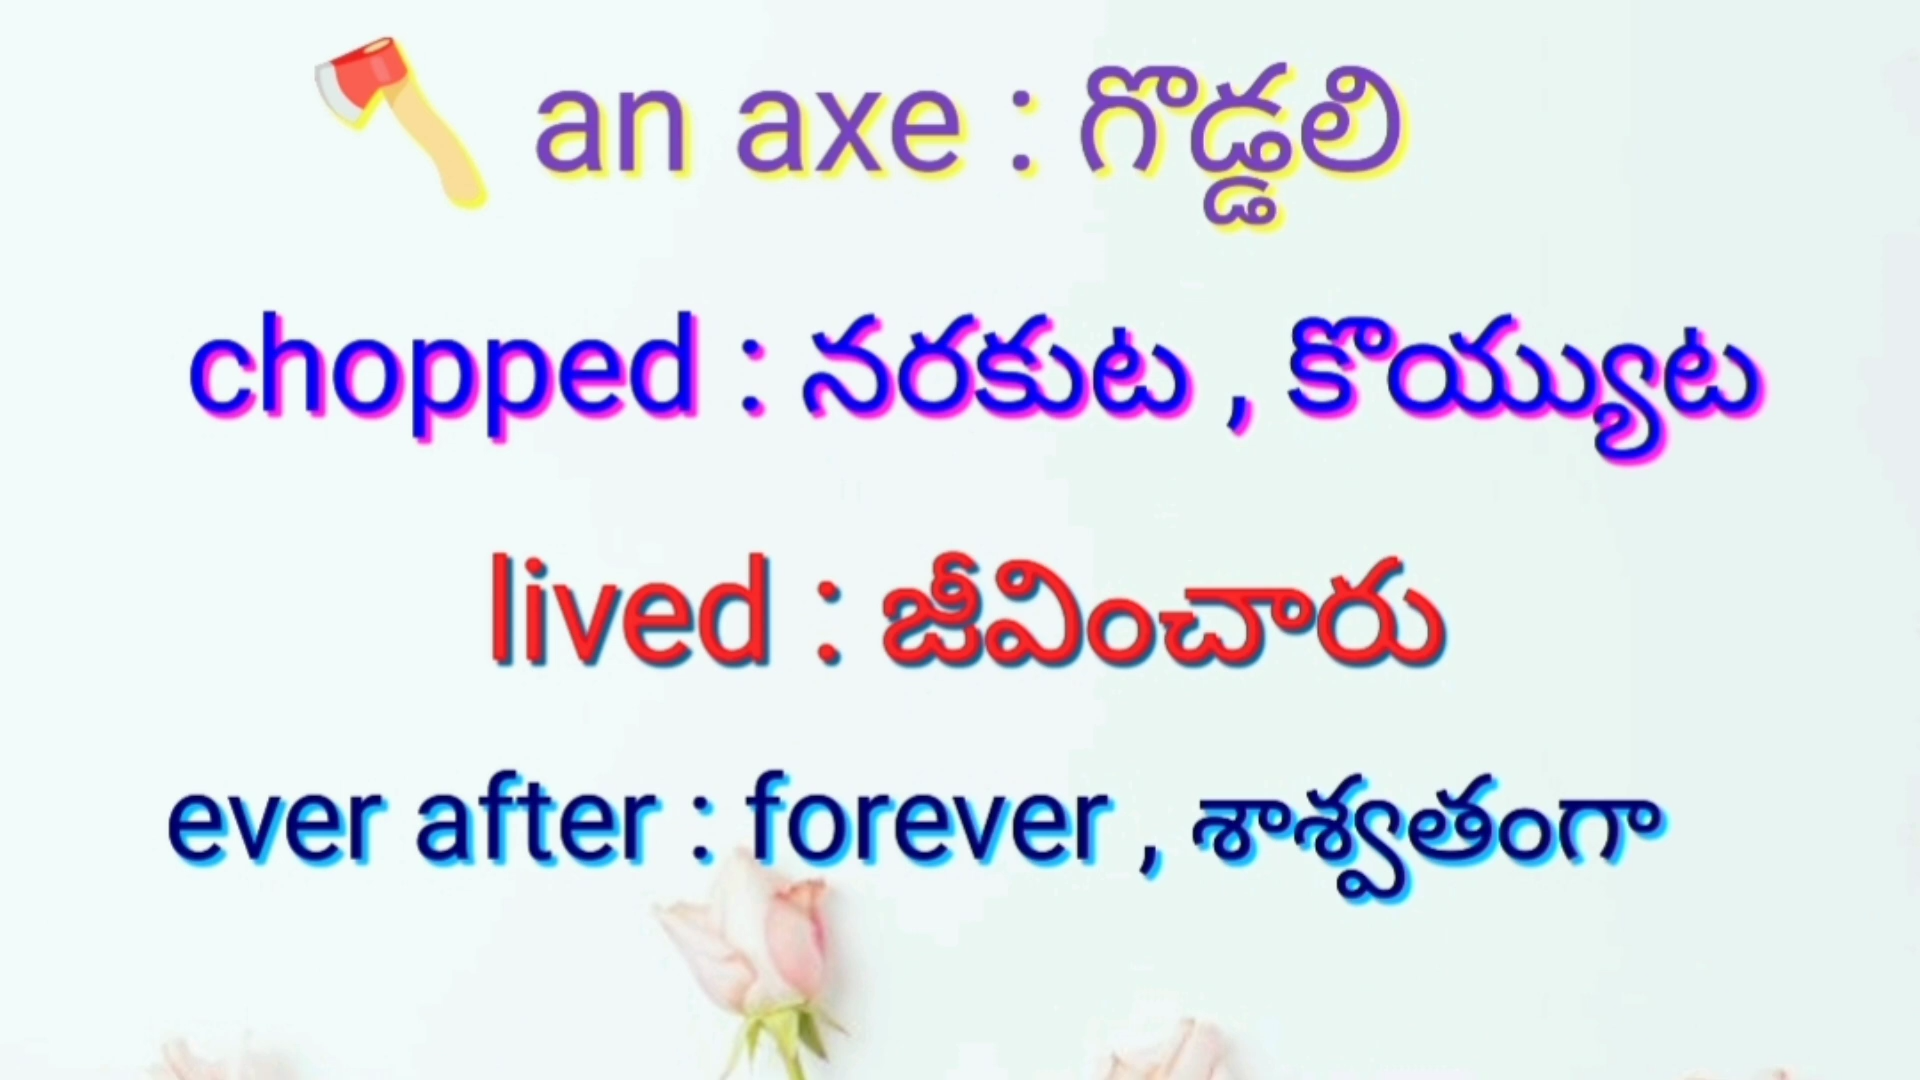 an axe : గొడ్డలి
chopped : నరకుట , కొయ్యుట
lived : జీవించారు
ever after : forever , శాశ్వతంగా